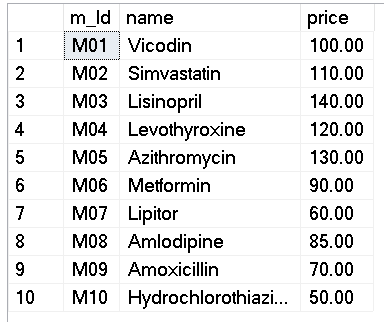 m_Id name price
1 M01 Vicodin 100.00
2 M02 Simvastatin 110.00
3 M03 Lisinopril 140.00
4 M04 Levothyroxine 120.00
5 M05 Azithromycin 130.00
6 M06 Metformin 90.00
7 M07 Lipitor 60.00
8 M08 Amlodipine 85.00
9 M09 Amoxicillin 70.00
10 M10 Hydrochlorothiazi... 50.00